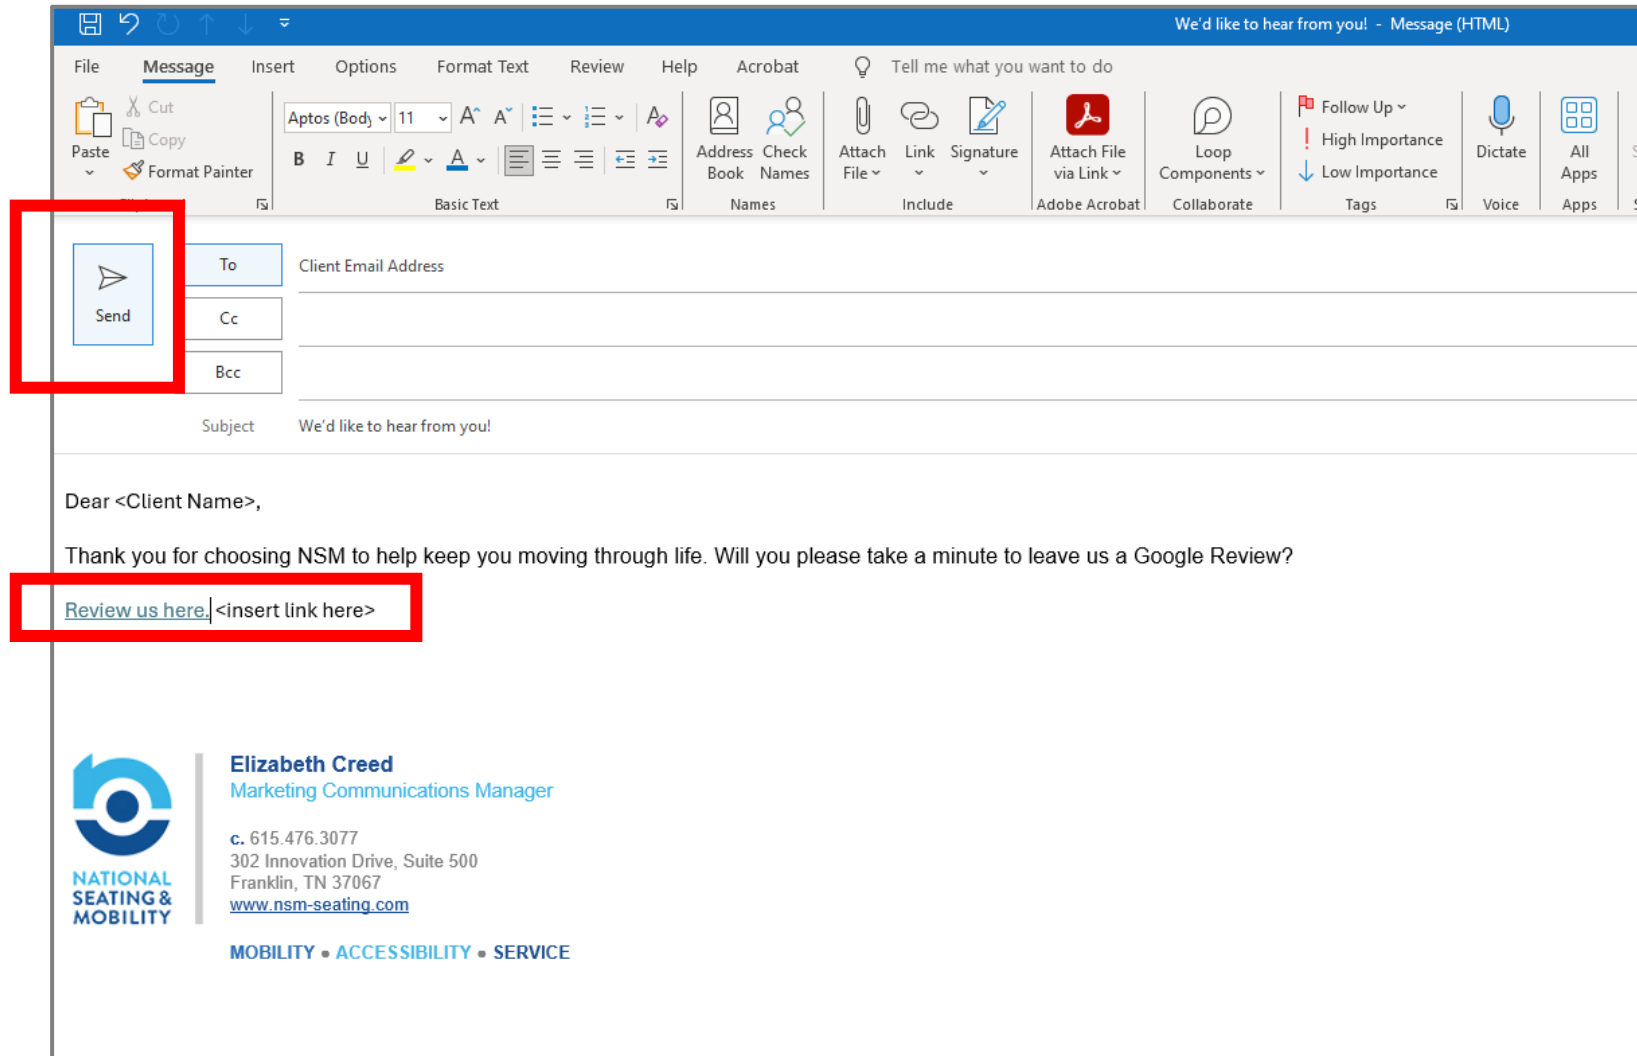 We'd like to hear from you! - Message (HTML)
File Message Insert Options Format Text Review Help Acrobat Tell me what you want to do
Paste
Cut
Copy
Format Painter
Aptos (Body 11
B I U A
Basic Text
Address Book
Check Names
Names
Attach File
Link
Signature
Include
Attach File via Link
Adobe Acrobat
Loop Components
Collaborate
Follow Up
High Importance
Low Importance
Tags
Dictate
Voice
All Apps
Apps
Send
To
Client Email Address
Cc
Bcc
Subject
We'd like to hear from you!
Dear <Client Name>,
Thank you for choosing NSM to help keep you moving through life. Will you please take a minute to leave us a Google Review?
Review us here. <insert link here>
NATIONAL
SEATING &
MOBILITY
Elizabeth Creed
Marketing Communications Manager
c. 615.476.3077
302 Innovation Drive, Suite 500
Franklin, TN 37067
www.nsm-seating.com
MOBILITY • ACCESSIBILITY • SERVICE